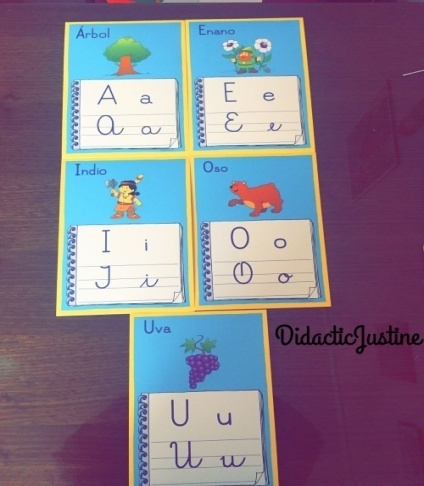 Árbol
A a
A a
Enano
E e
E e
Indio
I i
I i
Oso
O o
O o
Uva
U u
U u
DidacticJustine